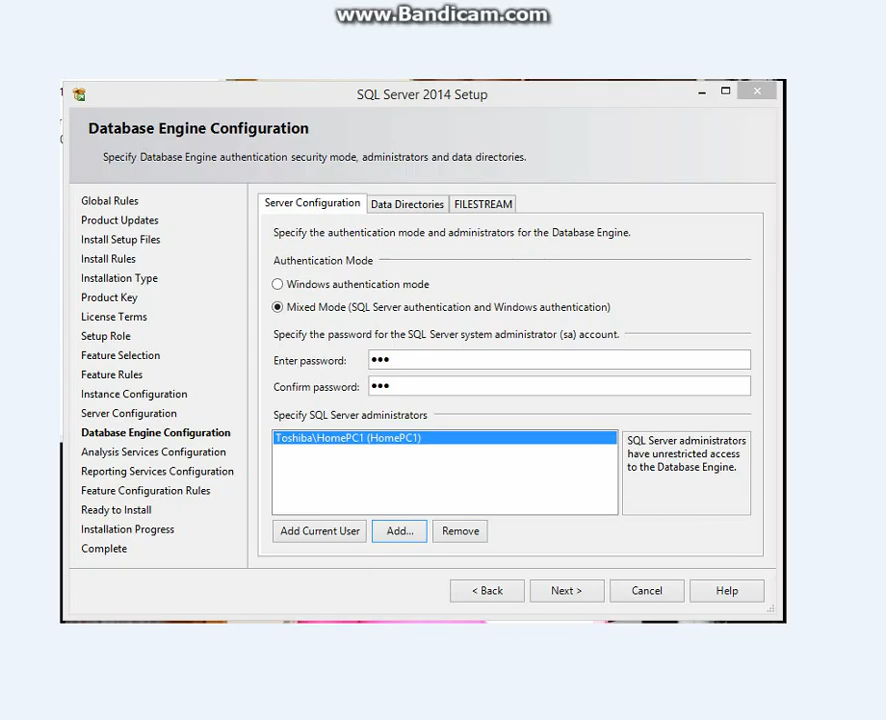 www.Bandicam.com
SQL Server 2014 Setup
Database Engine Configuration
Specify Database Engine authentication security mode, administrators and data directories.
Global Rules
Product Updates
Install Setup Files
Install Rules
Installation Type
Product Key
License Terms
Setup Role
Feature Selection
Feature Rules
Instance Configuration
Server Configuration
Database Engine Configuration
Analysis Services Configuration
Reporting Services Configuration
Feature Configuration Rules
Ready to Install
Installation Progress
Complete
Server Configuration Data Directories FILESTREAM
Specify the authentication mode and administrators for the Database Engine.
Authentication Mode
Windows authentication mode
Mixed Mode (SQL Server authentication and Windows authentication)
Specify the password for the SQL Server system administrator (sa) account.
Enter password: ●●●
Confirm password: ●●●
Specify SQL Server administrators
Toshiba\HomePC1 (HomePC1)
SQL Server administrators
have unrestricted access
to the Database Engine.
Add Current User Add... Remove
< Back Next > Cancel Help